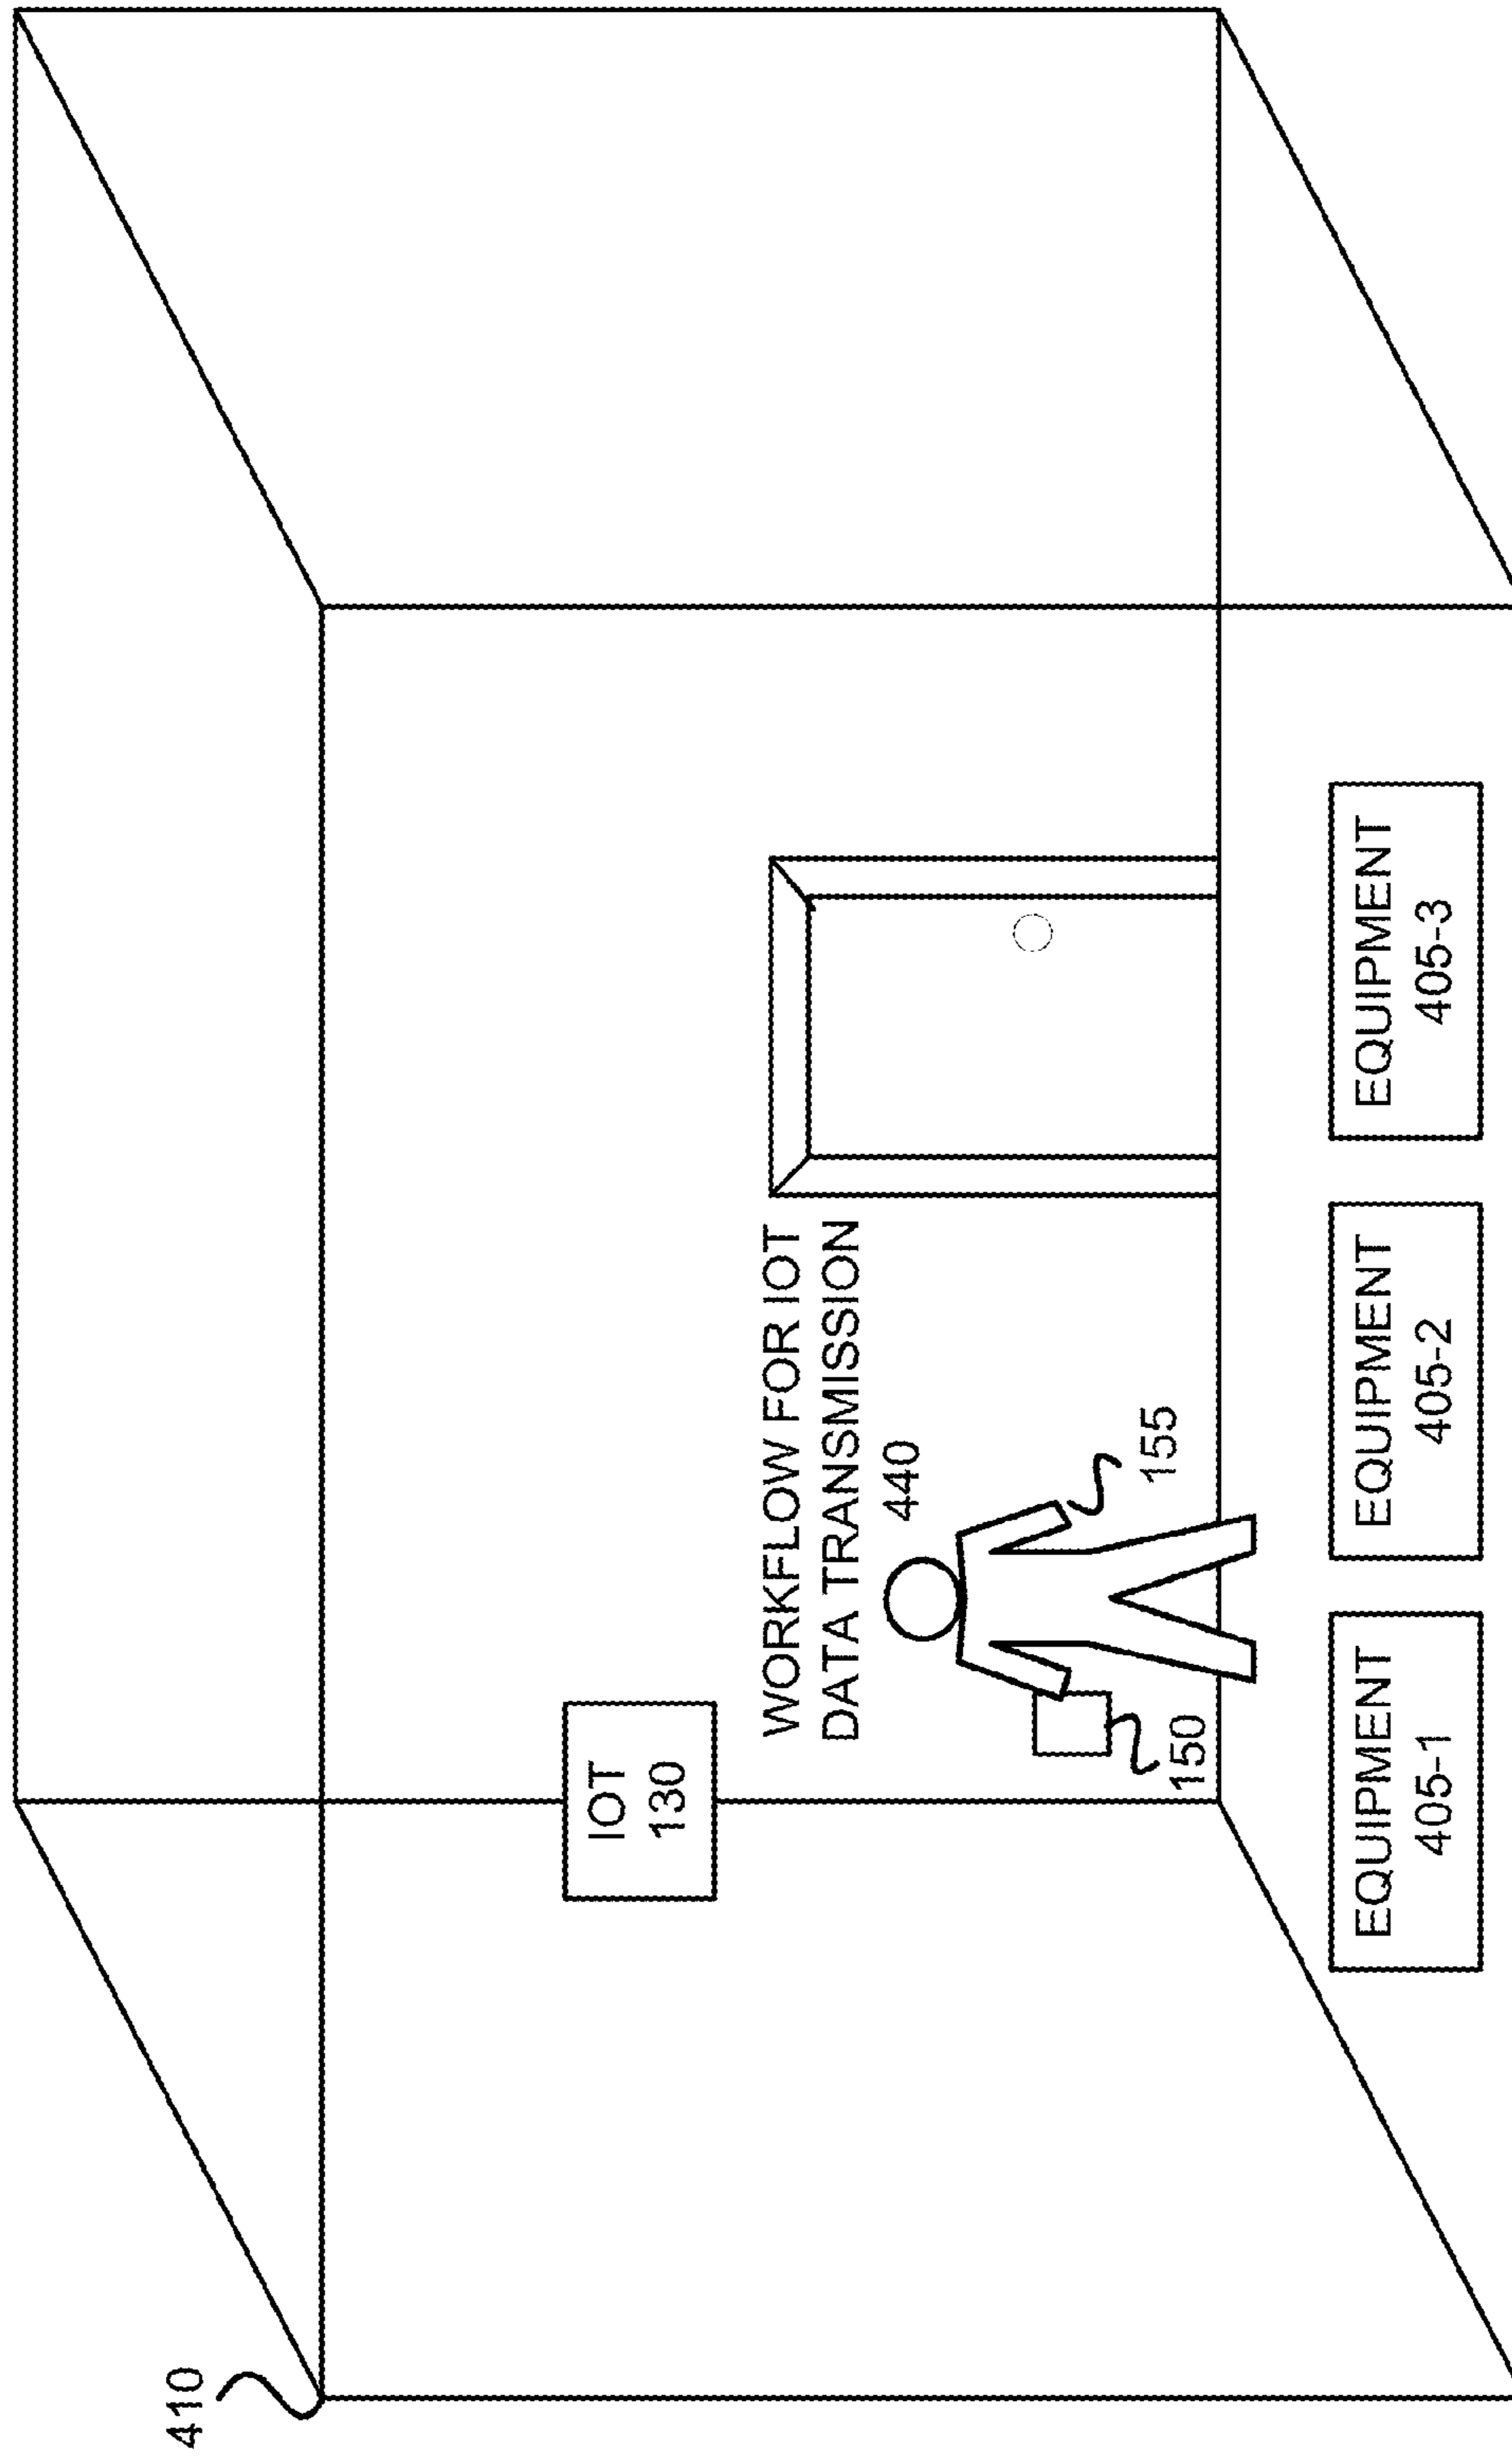 410
IOT
130
WORKFLOW FOR IOT
DATA TRANSMISSION
440
155
150
EQUIPMENT
405-1
EQUIPMENT
405-2
EQUIPMENT
405-3